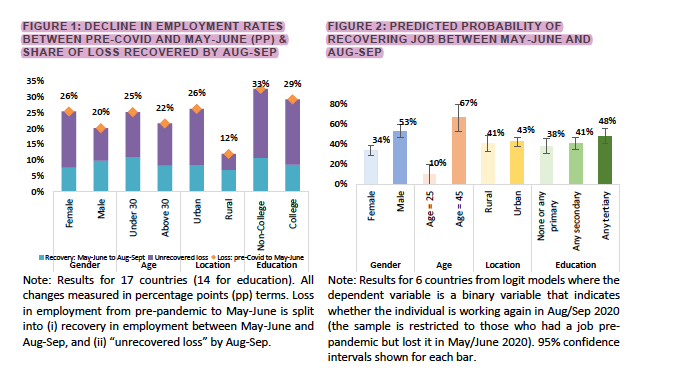 FIGURE 1: DECLINE IN EMPLOYMENT RATES
BETWEEN PRE-COVID AND MAY-JUNE (PP) &
SHARE OF LOSS RECOVERED BY AUG-SEP
35%
30%
25%
20%
15%
10%
5%
0%
26%
20%
25%
22%
26%
12%
33%
29%
Female
Male
Under 30
Above 30
Urban
Rural
Non-College
College
Recovery: May-June to Aug-Sept
Unrecovered loss
Loss: pre-Covid to May-June
Gender
Age
Location
Education
Note: Results for 17 countries (14 for education). All
changes measured in percentage points (pp) terms. Loss
in employment from pre-pandemic to May-June is split
into (i) recovery in employment between May-June and
Aug-Sep, and (ii) “unrecovered loss” by Aug-Sep.
FIGURE 2: PREDICTED PROBABILITY OF
RECOVERING JOB BETWEEN MAY-JUNE AND
AUG-SEP
80%
60%
40%
20%
0%
34%
53%
10%
67%
41%
43%
38%
41%
48%
Female
Male
Age = 25
Age = 45
Rural
Urban
None or any
primary
Any secondary
Any tertiary
Gender
Age
Location
Education
Note: Results from 6 countries from logit models where the
dependent variable is a binary variable that indicates
whether the individual is working again in Aug/Sep 2020
(the sample is restricted to those who had a job pre-
pandemic but lost it in May/June 2020). 95% confidence
intervals shown for each bar.